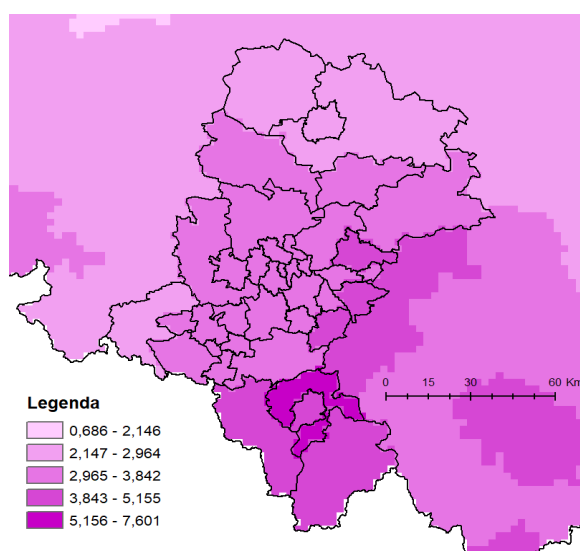 0 15 30 60 Km
Legenda
0,686 - 2,146
2,147 - 2,964
2,965 - 3,842
3,843 - 5,155
5,156 - 7,601